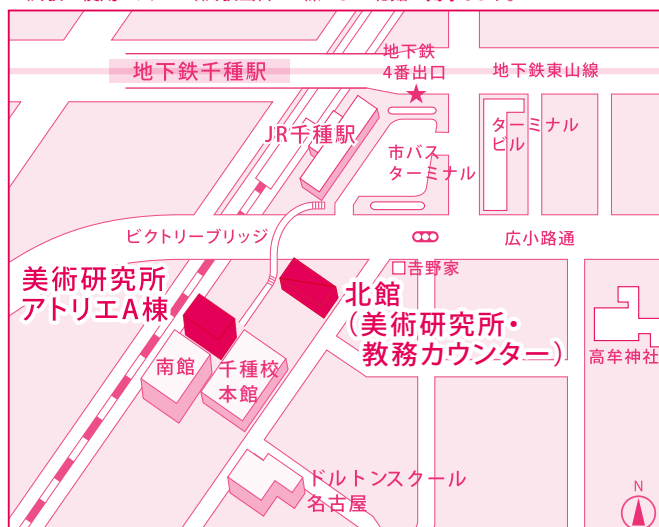 地下鉄千種駅
地下鉄
4番出口
地下鉄東山線
JR千種駅
ターミナル
ビル
市バス
ターミナル
ビクトリーブリッジ
広小路通
吉野家
美術研究所
アトリエA棟
北館
（美術研究所・
教務カウンター）
高牟神社
南館
千種校
本館
ドルトンスクール
名古屋
N